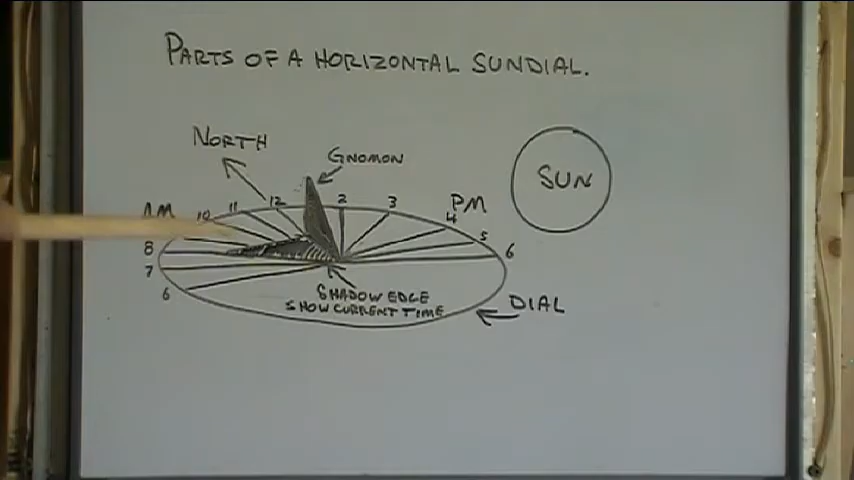 PARTS OF A HORIZONTAL SUNDIAL.
NORTH
GNOMON
SUN
AM
10
11
12
2
3
PM
4
5
6
8
7
6
SHADOW EDGE
SHOW CURRENT TIME
DIAL